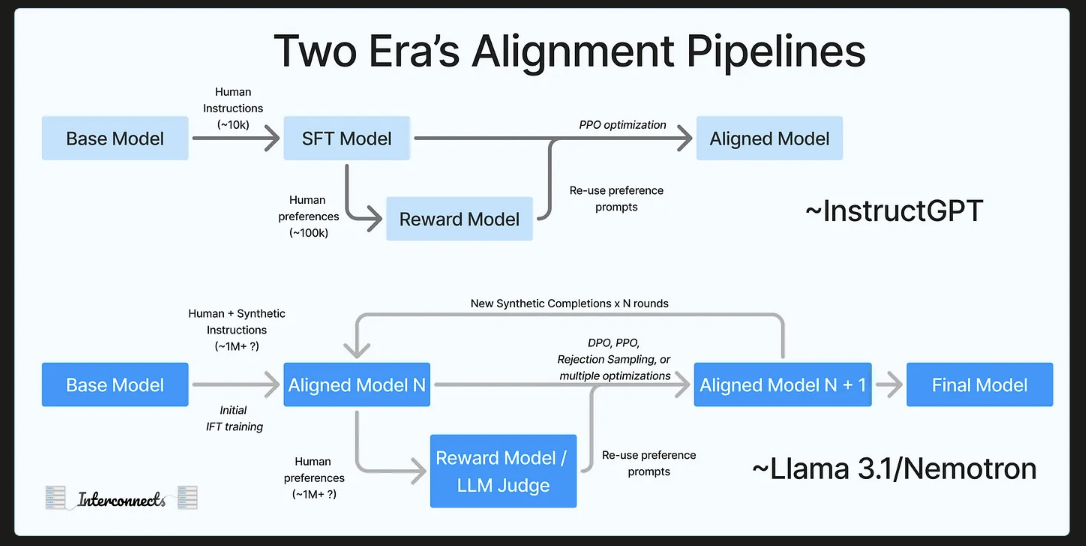 Two Era's Alignment Pipelines
Human
Instructions
(~10k)
Base Model
SFT Model
PPO optimization
Aligned Model
Human
preferences
(~100k)
Reward Model
Re-use preference
prompts
~InstructGPT
New Synthetic Completions x N rounds
Human + Synthetic
Instructions
(~1M+ ?)
DPO, PPO,
Rejection Sampling, or
multiple optimizations
Base Model
Aligned Model N
Aligned Model N + 1
Final Model
Initial
IFT training
Human
preferences
(~1M+ ?)
Reward Model /
LLM Judge
Re-use preference
prompts
~Llama 3.1/Nemotron
Interconnects